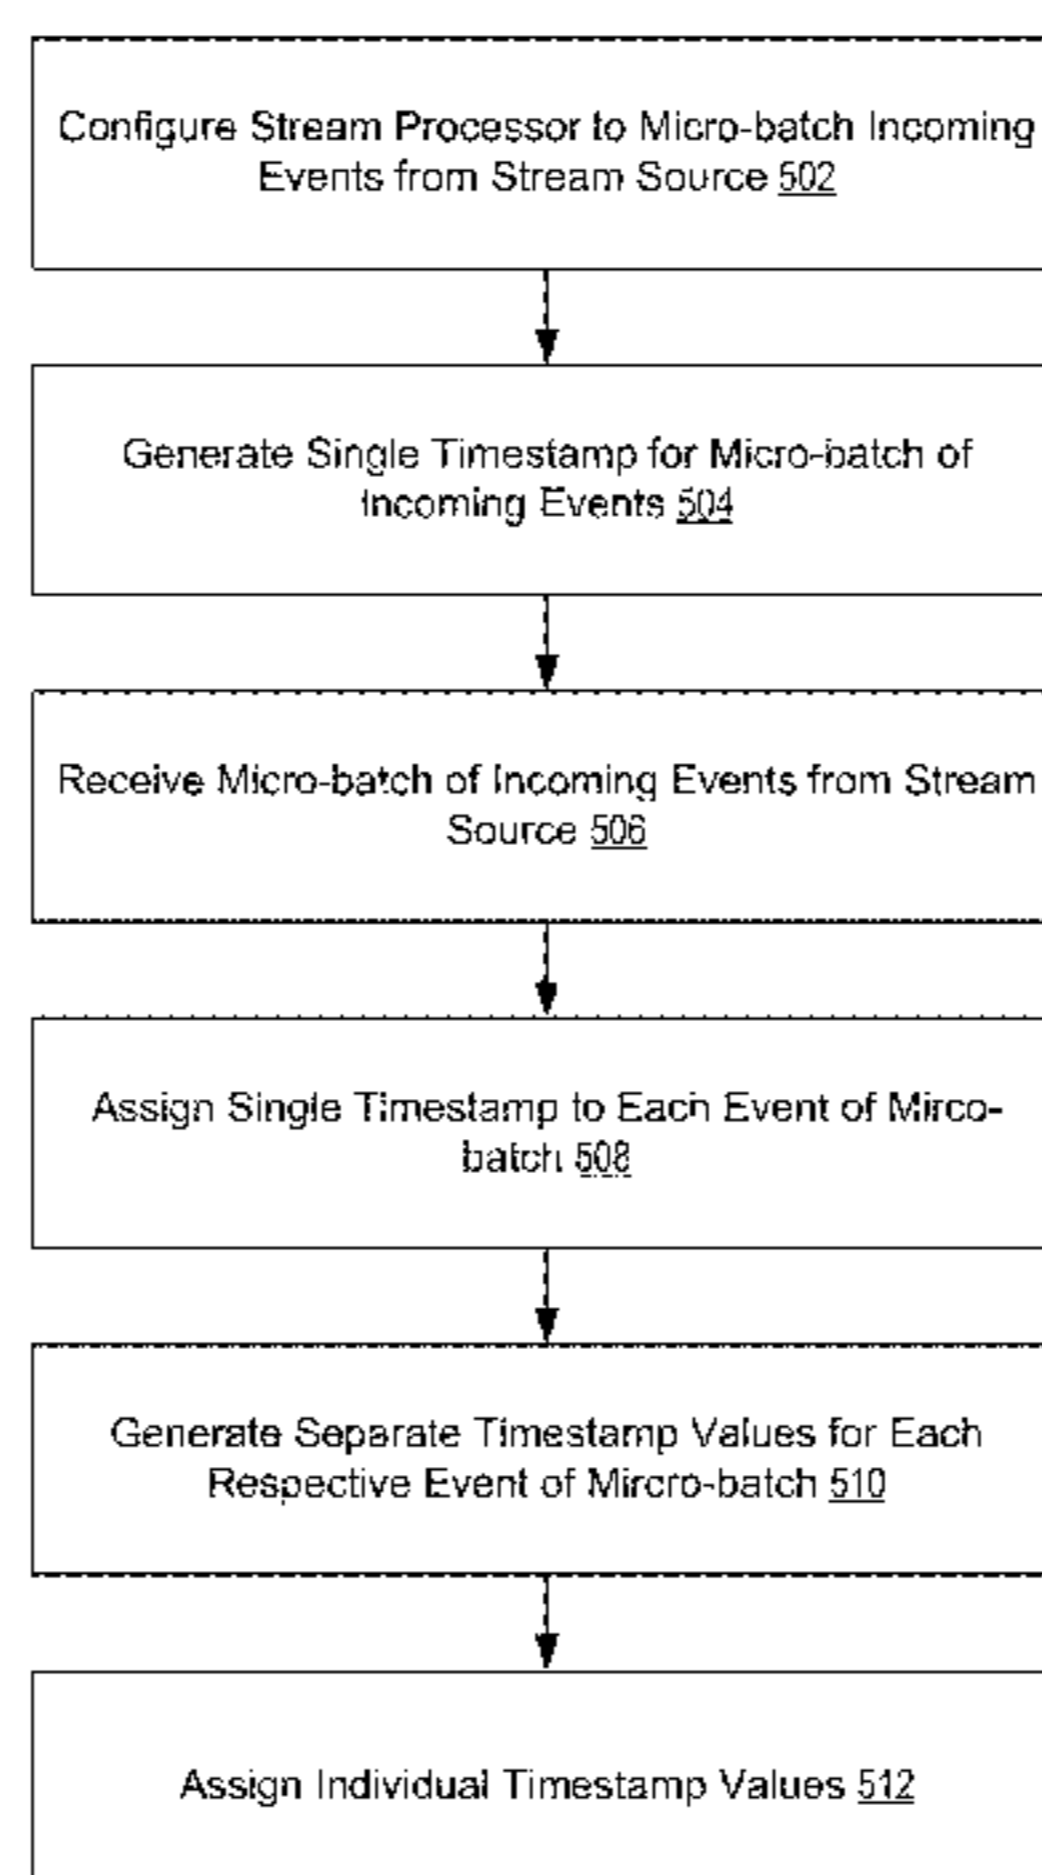 Configure Stream Processor to Micro-batch Incoming
Events from Stream Source 502
Generate Single Timestamp for Micro-batch of
Incoming Events 504
Receive Micro-batch of Incoming Events from Stream
Source 506
Assign Single Timestamp to Each Event of Mirco-
batch 508
Generate Separate Timestamp Values for Each
Respective Event of Mircro-batch 510
Assign Individual Timestamp Values 512